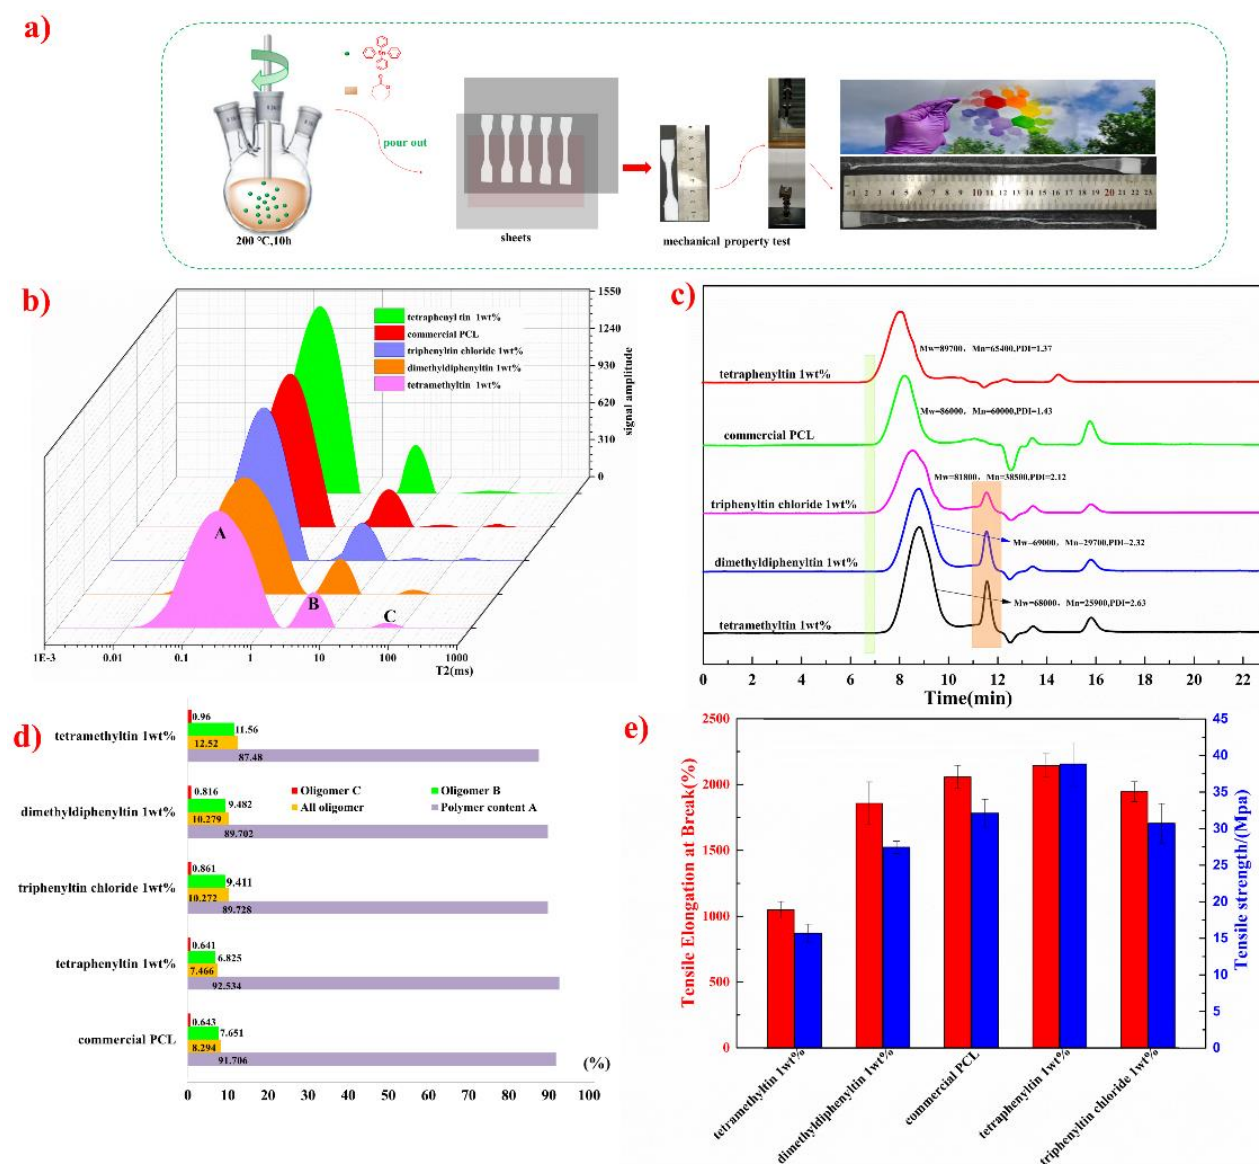 a)
Sn
pour out
200 ℃,10h
sheets
mechanical property test
1 2 3 4 5 6 7 8 9 10 11 12 13 14 15 16 17 18 19 20 21 22 23
b)
1550
1240
930
620
310
0
signal amplitude
tetraphenyl tin 1wt%
commercial PCL
triphenyltin chloride 1wt%
dimethyldiphenyltin 1wt%
tetramethyltin 1wt%
A
B
C
1E-3 0.01 0.1 1 10 100 1000
T2(ms)
c)
Mw=89700，Mn=65400,PDI=1.37
tetraphenyltin 1wt%
Mw=86000，Mn=60000,PDI=1.43
commercial PCL
Mw=81800，Mn=38500,PDI=2.12
triphenyltin chloride 1wt%
Mw=69000，Mn=29700,PDI=2.32
dimethyldiphenyltin 1wt%
Mw=68000，Mn=25900,PDI=2.63
tetramethyltin 1wt%
0 2 4 6 8 10 12 14 16 18 20 22
Time(min)
d)
0.96
11.56
tetramethyltin 1wt%
12.52
87.48
Oligomer C
Oligomer B
All oligomer
Polymer content A
0.816
9.482
dimethyldiphenyltin 1wt%
10.279
89.702
0.861
9.411
triphenyltin chloride 1wt%
10.272
89.728
0.641
6.825
tetraphenyltin 1wt%
7.466
92.534
0.643
7.651
commercial PCL
8.294
91.706
(%)
0 10 20 30 40 50 60 70 80 90 100
e)
2500
2000
1500
1000
500
0
Tensile Elongation at Break(%)
45
40
35
30
25
20
15
10
5
0
Tensile strength/(Mpa)
tetramethyltin 1wt%
dimethyldiphenyltin 1wt%
commercial PCL
tetraphenyltin 1wt%
triphenyltin chloride 1wt%